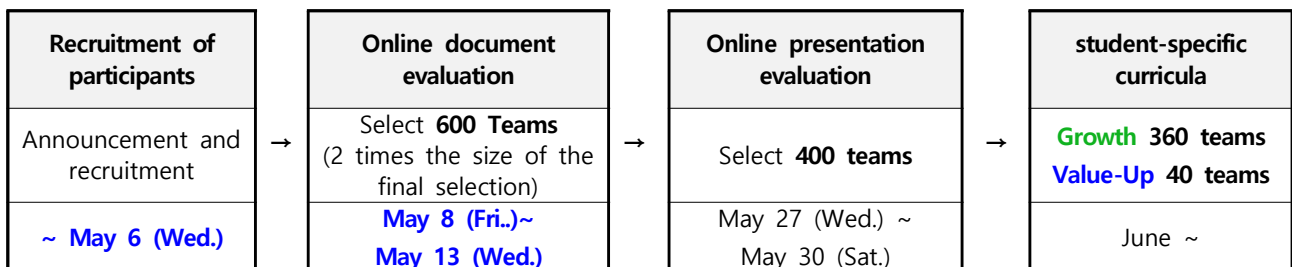 Recruitment of
participants
Announcement and
recruitment
~ May 6 (Wed.)
→
Online document
evaluation
Select 600 Teams
(2 times the size of the
final selection)
May 8 (Fri..)~
May 13 (Wed.)
→
Online presentation
evaluation
Select 400 teams
May 27 (Wed.) ~
May 30 (Sat.)
→
student-specific
curricula
Growth 360 teams
Value-Up 40 teams
June ~